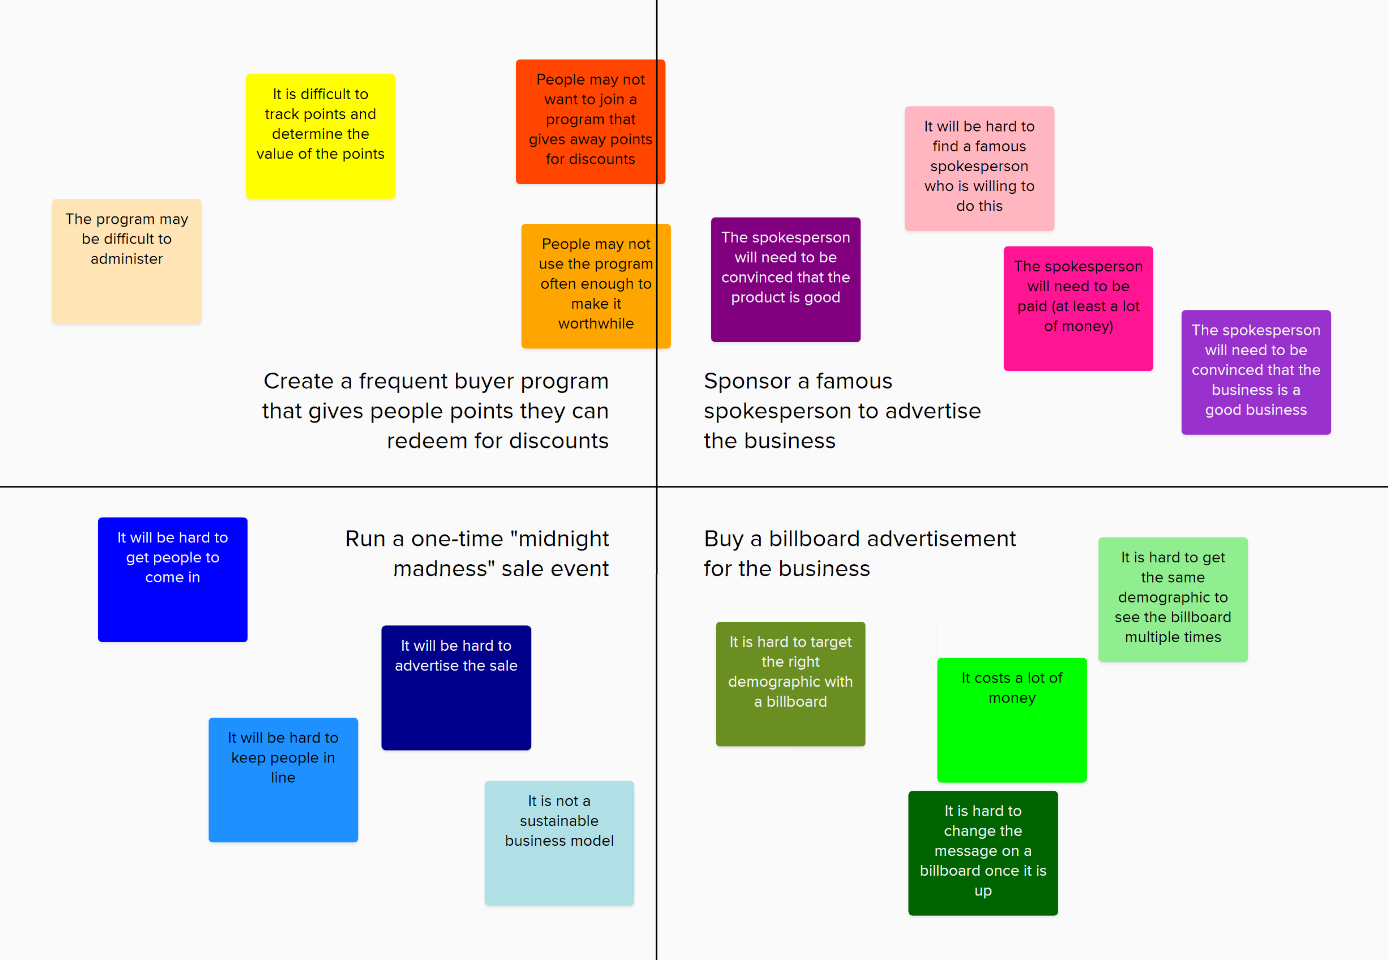 It is difficult to
track points and
determine the
value of the points
People may not
want to join a
program that
gives away points
for discounts
The program may
be difficult to
administer
People may not
use the program
often enough to
make it
worthwhile
Create a frequent buyer program
that gives people points they can
redeem for discounts
It will be hard to
find a famous
spokesperson
who is willing to
do this
The spokesperson
will need to be
convinced that the
product is good
The spokesperson
will need to be
paid (at least a lot
of money)
The spokesperson
will need to be
convinced that the
business is a
good business
Sponsor a famous
spokesperson to advertise
the business
Run a one-time "midnight
madness" sale event
It will be hard to
get people to
come in
It will be hard to
advertise the sale
It will be hard to
keep people in
line
It is not a
sustainable
business model
Buy a billboard advertisement
for the business
It is hard to get
the same
demographic to
see the billboard
multiple times
It is hard to target
the right
demographic with
a billboard
It costs a lot of
money
It is hard to
change the
message on a
billboard once it is
up